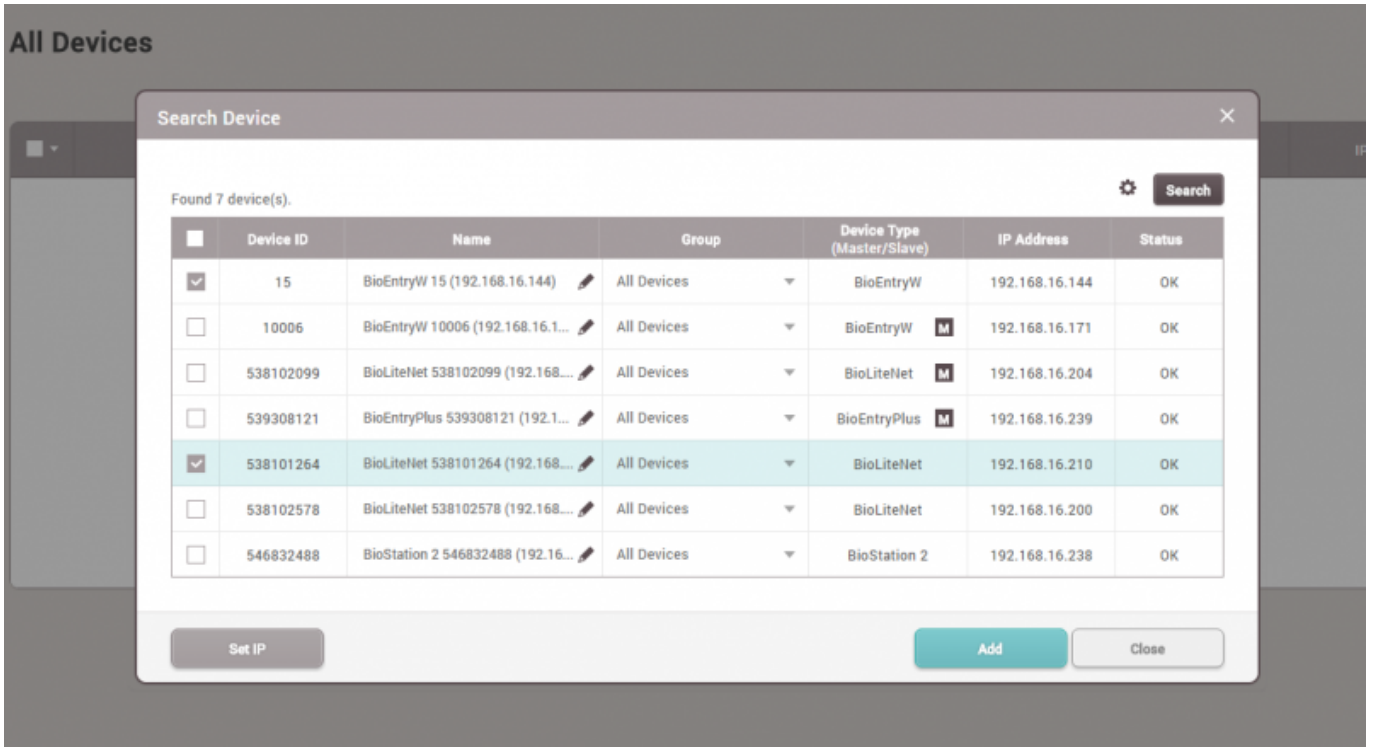 All Devices
Search Device
IP
Found 7 device(s).
Search
Device ID Name Group Device Type (Master/Slave) IP Address Status
15 BioEntryW 15 (192.168.16.144) All Devices BioEntryW 192.168.16.144 OK
10006 BioEntryW 10006 (192.168.16.1... All Devices BioEntryW M 192.168.16.171 OK
538102099 BioLiteNet 538102099 (192.168.... All Devices BioLiteNet M 192.168.16.204 OK
539308121 BioEntryPlus 539308121 (192.1... All Devices BioEntryPlus M 192.168.16.239 OK
538101264 BioLiteNet 538101264 (192.168.... All Devices BioLiteNet 192.168.16.210 OK
538102578 BioLiteNet 538102578 (192.168.... All Devices BioLiteNet 192.168.16.200 OK
546832488 BioStation 2 546832488 (192.16... All Devices BioStation 2 192.168.16.238 OK
Set IP Add Close